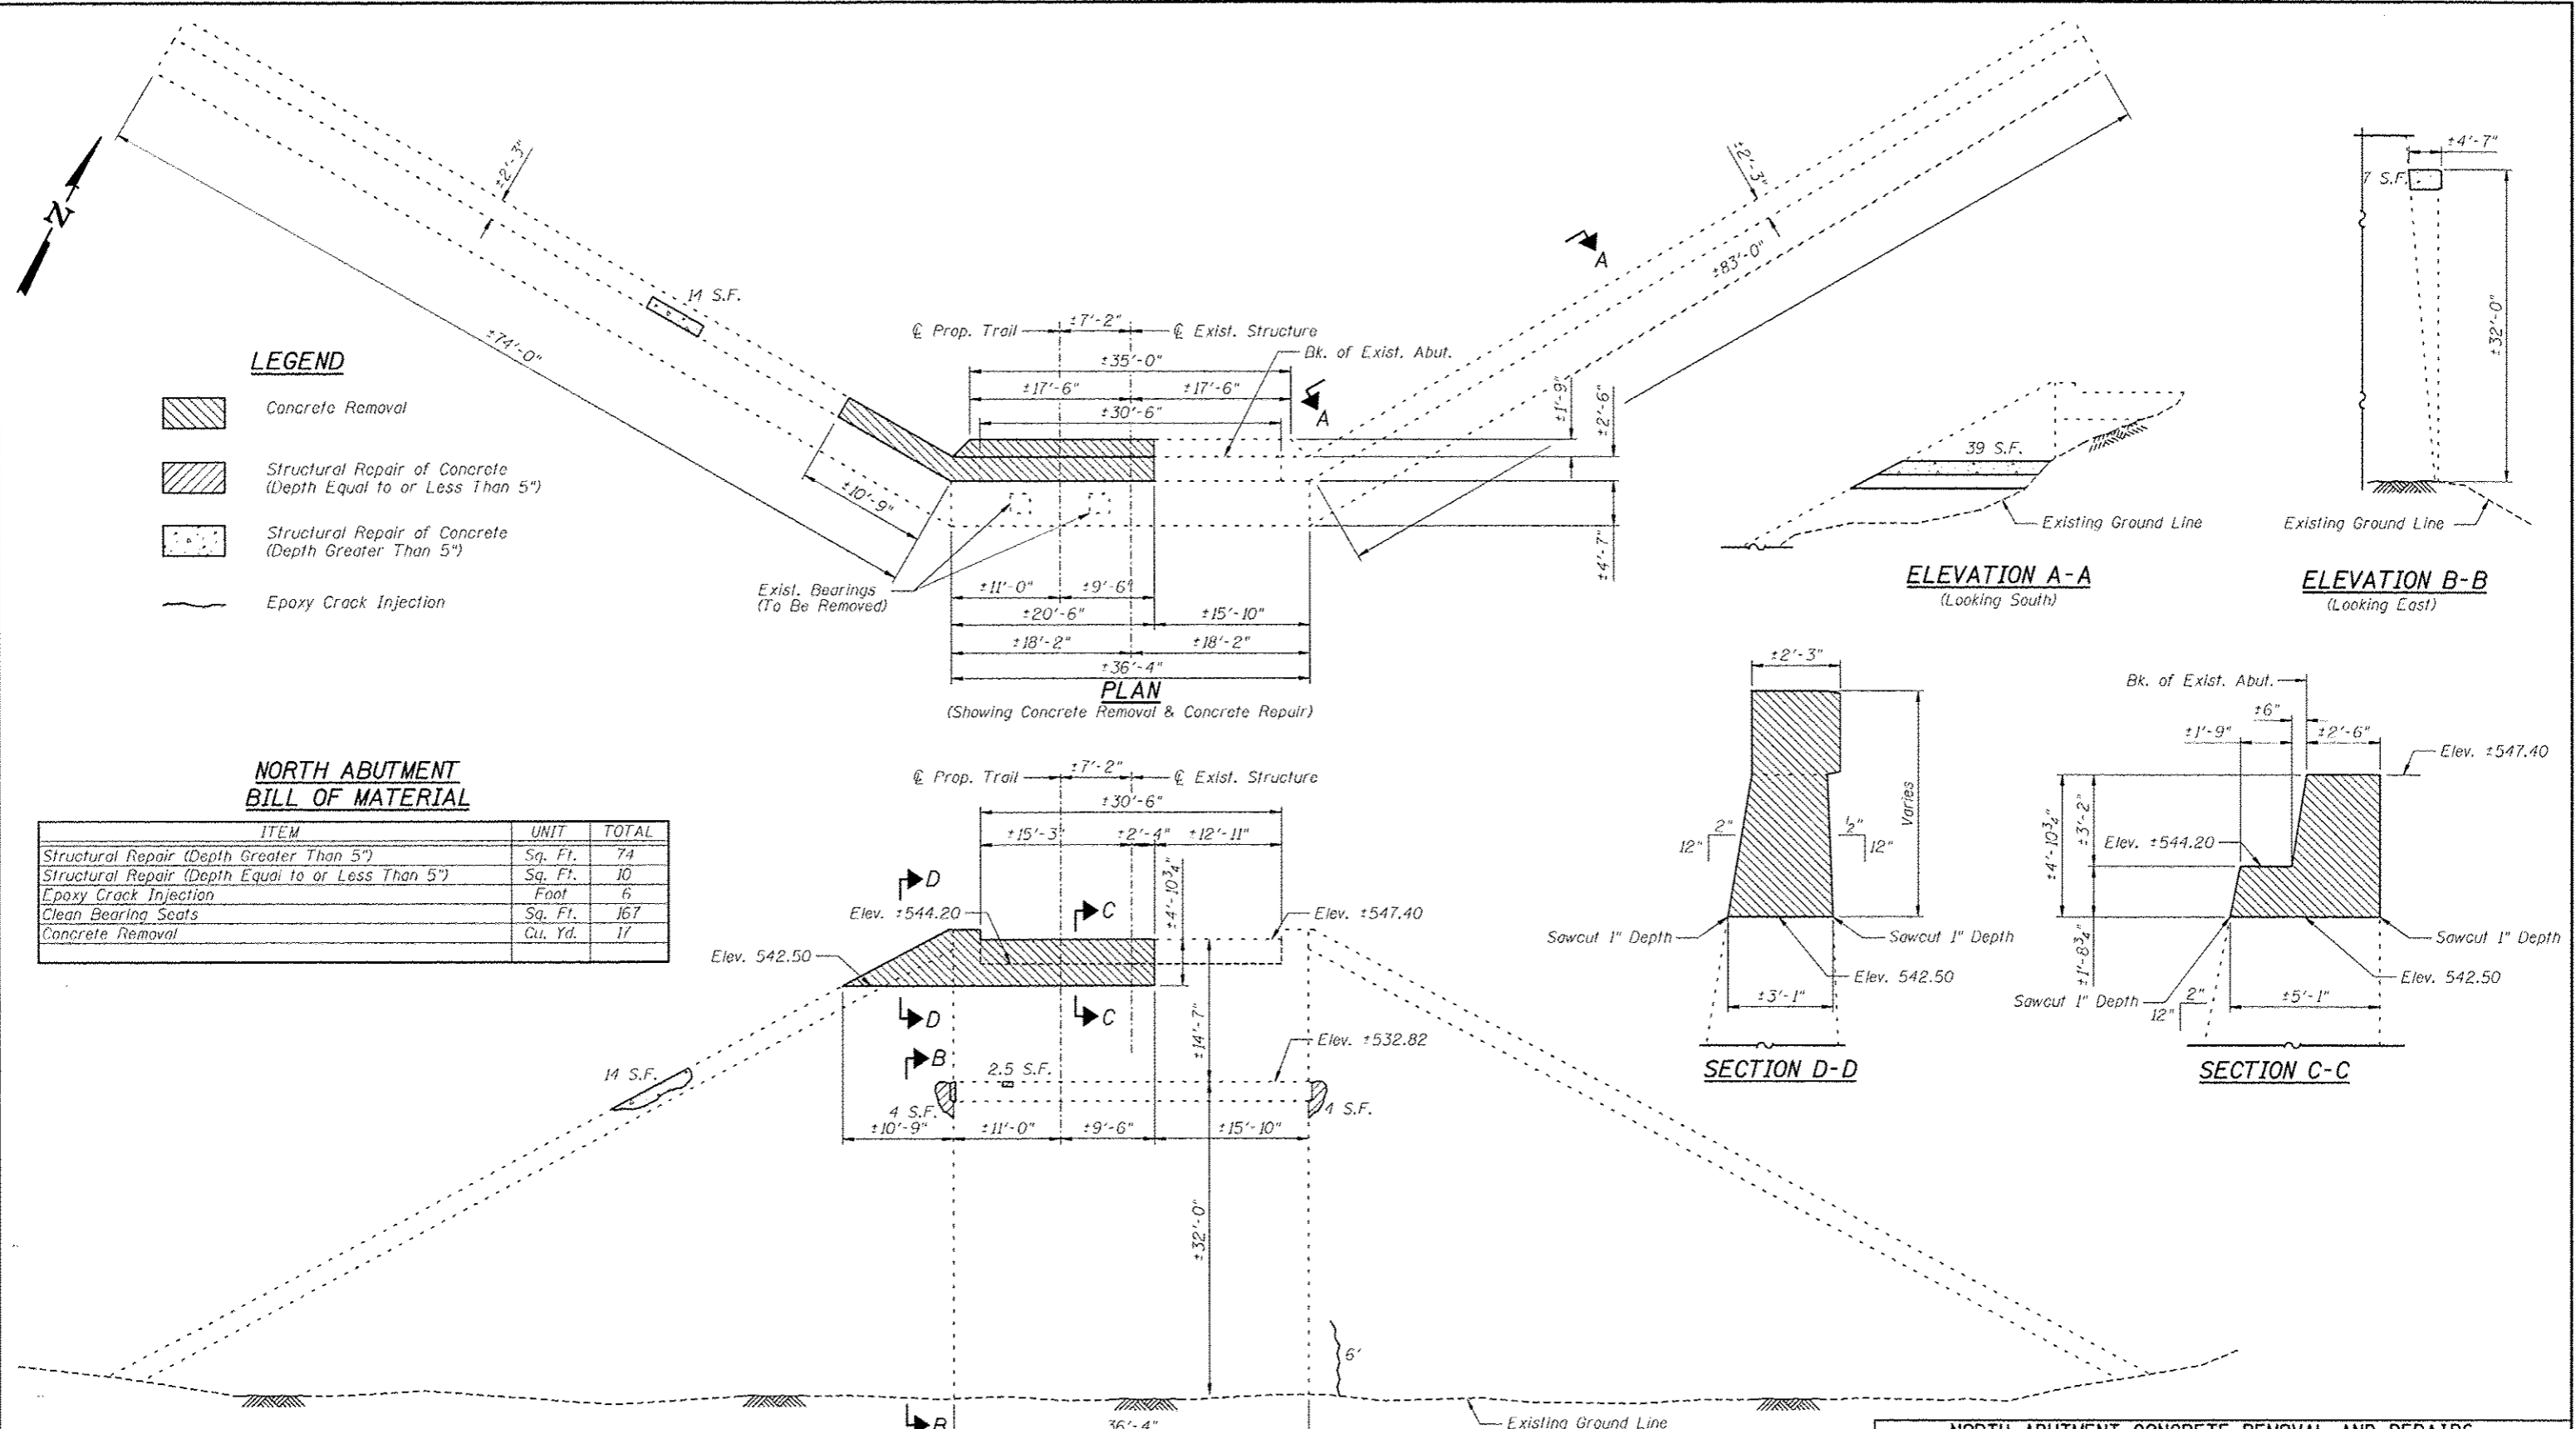 ±2'-3"
±2'-3"
±4'-7"
7 S.F.
N
A
±83'-0"
14 S.F.
±74'-0"
±32'-0"
℄ Prop. Trail
±7'-2"
℄ Exist. Structure
Bk. of Exist. Abut.
±35'-0"
±17'-6"
±17'-6"
±30'-6"
A
±1'-9"
±2'-6"
LEGEND
Concrete Removal
Structural Repair of Concrete
(Depth Equal to or Less Than 5")
Structural Repair of Concrete
(Depth Greater Than 5")
Epoxy Crack Injection
±10'-9"
Exist. Bearings
(To Be Removed)
±4'-7"
±11'-0"
±9'-6"
±20'-6"
±15'-10"
±18'-2"
±18'-2"
±36'-4"
PLAN
(Showing Concrete Removal & Concrete Repair)
39 S.F.
Existing Ground Line
ELEVATION A-A
(Looking South)
Existing Ground Line
ELEVATION B-B
(Looking East)
NORTH ABUTMENT
BILL OF MATERIAL
ITEM UNIT TOTAL
Structural Repair (Depth Greater Than 5") Sq. Ft. 74
Structural Repair (Depth Equal to or Less Than 5") Sq. Ft. 10
Epoxy Crack Injection Foot 6
Clean Bearing Seats Sq. Ft. 167
Concrete Removal Cu. Yd. 17
℄ Prop. Trail
±7'-2"
℄ Exist. Structure
±30'-6"
±15'-3"
±2'-4"
±12'-11"
D
C
±4'-10¾"
Elev. ±544.20
Elev. ±547.40
Elev. 542.50
D
C
B
±14'-7"
Elev. ±532.82
14 S.F.
2.5 S.F.
4 S.F.
4 S.F.
±10'-9"
±11'-0"
±9'-6"
±15'-10"
±32'-0"
6'
B
36'-4"
Existing Ground Line
±2'-3"
Varies
2"
12"
½"
12"
Sawcut 1" Depth
Sawcut 1" Depth
Elev. 542.50
±3'-1"
SECTION D-D
Bk. of Exist. Abut.
±6"
±1'-9"
±2'-6"
Elev. ±547.40
±4'-10¾"
±3'-2"
Elev. ±544.20
±1'-8¾"
Sawcut 1" Depth
Elev. 542.50
Sawcut 1" Depth
2"
12"
±5'-1"
SECTION C-C
NORTH ABUTMENT CONCRETE REMOVAL AND REPAIRS